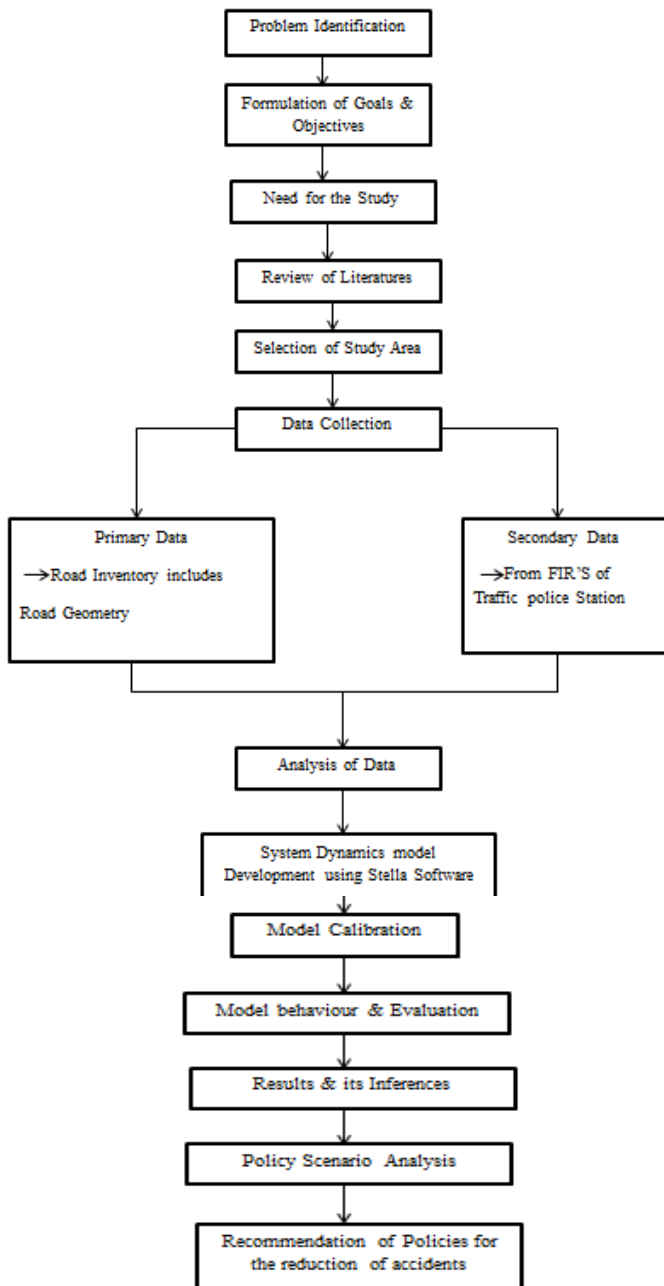 Problem Identification
Formulation of Goals &
Objectives
Need for the Study
Review of Literatures
Selection of Study Area
Data Collection
Primary Data
→Road Inventory includes
Road Geometry
Secondary Data
→From FIR'S of
Traffic police Station
Analysis of Data
System Dynamics model
Development using Stella Software
Model Calibration
Model behaviour & Evaluation
Results & its Inferences
Policy Scenario Analysis
Recommendation of Policies for
the reduction of accidents